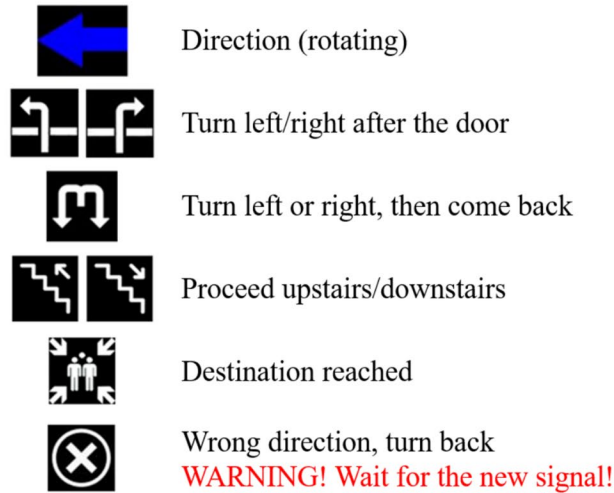 Direction (rotating)
Turn left/right after the door
Turn left or right, then come back
Proceed upstairs/downstairs
Destination reached
Wrong direction, turn back
WARNING! Wait for the new signal!